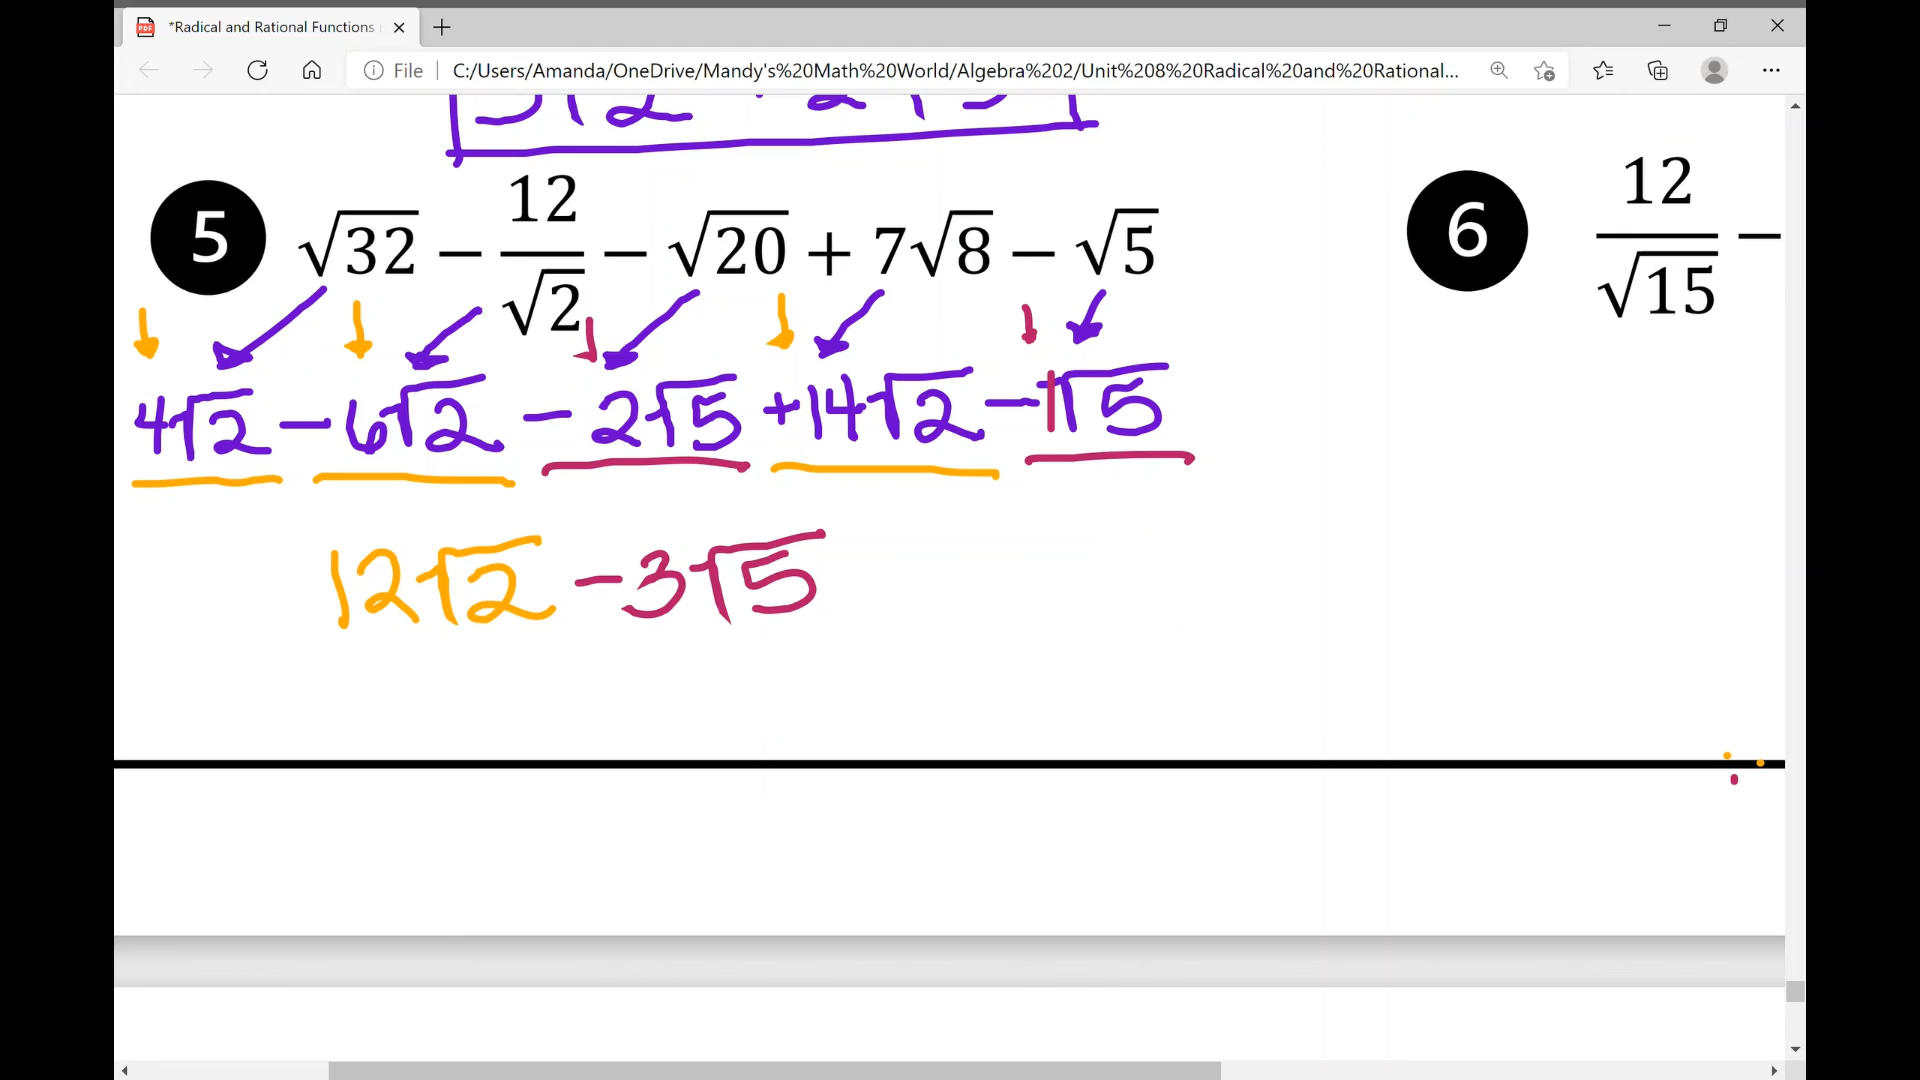 *Radical and Rational Functions
File C:/Users/Amanda/OneDrive/Mandy's%20Math%20World/Algebra%202/Unit%208%20Radical%20and%20Rational...
5 √32 − 12/√2 − √20 + 7√8 − √5
6 12/√15 −
4√2 − 6√2 − 2√5 + 14√2 − 1√5
12√2 − 3√5